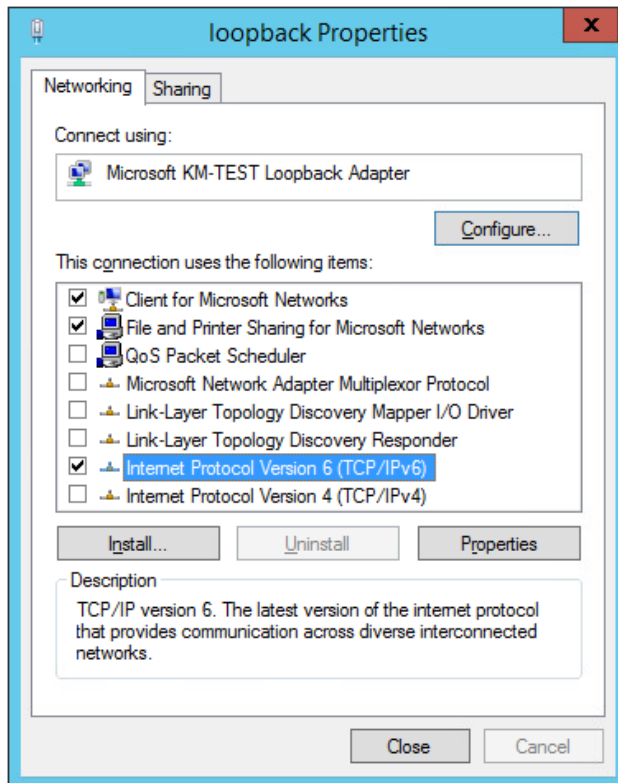 loopback Properties
x
Networking
Sharing
Connect using:
Microsoft KM-TEST Loopback Adapter
Configure...
This connection uses the following items:
Client for Microsoft Networks
File and Printer Sharing for Microsoft Networks
QoS Packet Scheduler
Microsoft Network Adapter Multiplexor Protocol
Link-Layer Topology Discovery Mapper I/O Driver
Link-Layer Topology Discovery Responder
Internet Protocol Version 6 (TCP/IPv6)
Internet Protocol Version 4 (TCP/IPv4)
Install...
Uninstall
Properties
Description
TCP/IP version 6. The latest version of the internet protocol
that provides communication across diverse interconnected
networks.
Close
Cancel